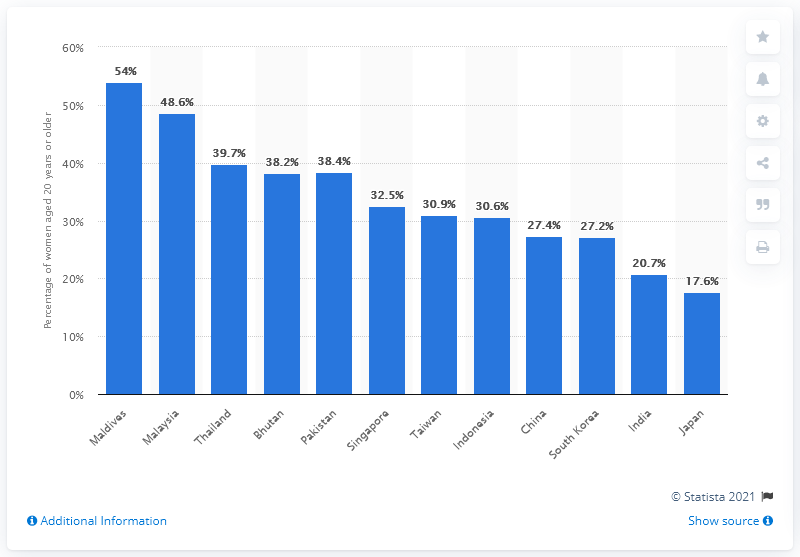 Percentage of women aged 20 years or older
60%
50%
40%
30%
20%
10%
0%
54%
48.6%
39.7%
38.2%
38.4%
32.5%
30.9%
30.6%
27.4%
27.2%
20.7%
17.6%
Maldives
Malaysia
Thailand
Bhutan
Pakistan
Singapore
Taiwan
Indonesia
China
South Korea
India
Japan
© Statista 2021
Additional Information
Show source